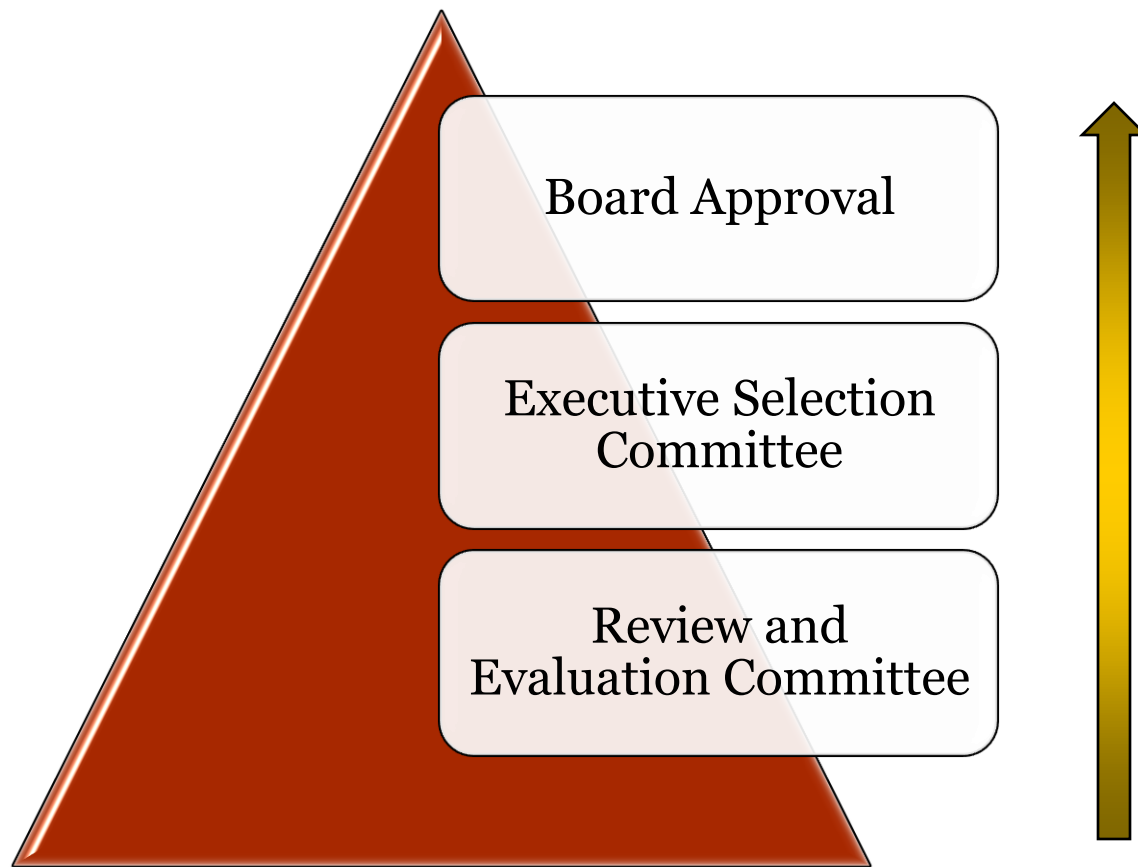 Board Approval
Executive Selection
Committee
Review and
Evaluation Committee